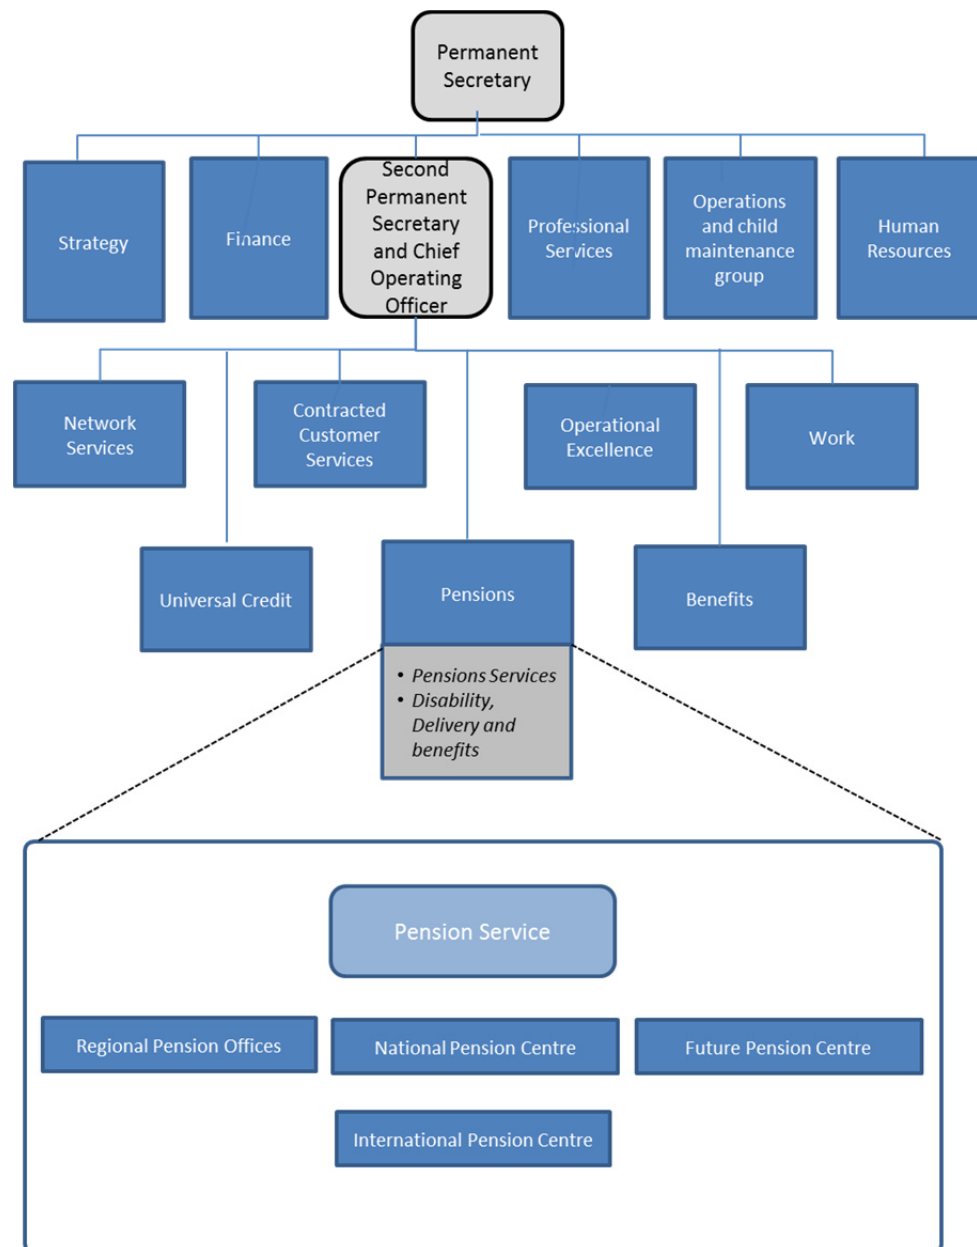 Permanent
Secretary
Strategy
Finance
Second
Permanent
Secretary
and Chief
Operating
Officer
Professional
Services
Operations
and child
maintenance
group
Human
Resources
Network
Services
Contracted
Customer
Services
Operational
Excellence
Work
Universal Credit
Pensions
Benefits
• Pensions Services
• Disability,
Delivery and
benefits
Pension Service
Regional Pension Offices
National Pension Centre
Future Pension Centre
International Pension Centre